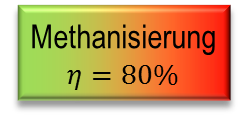 Methanisierung
η = 80%